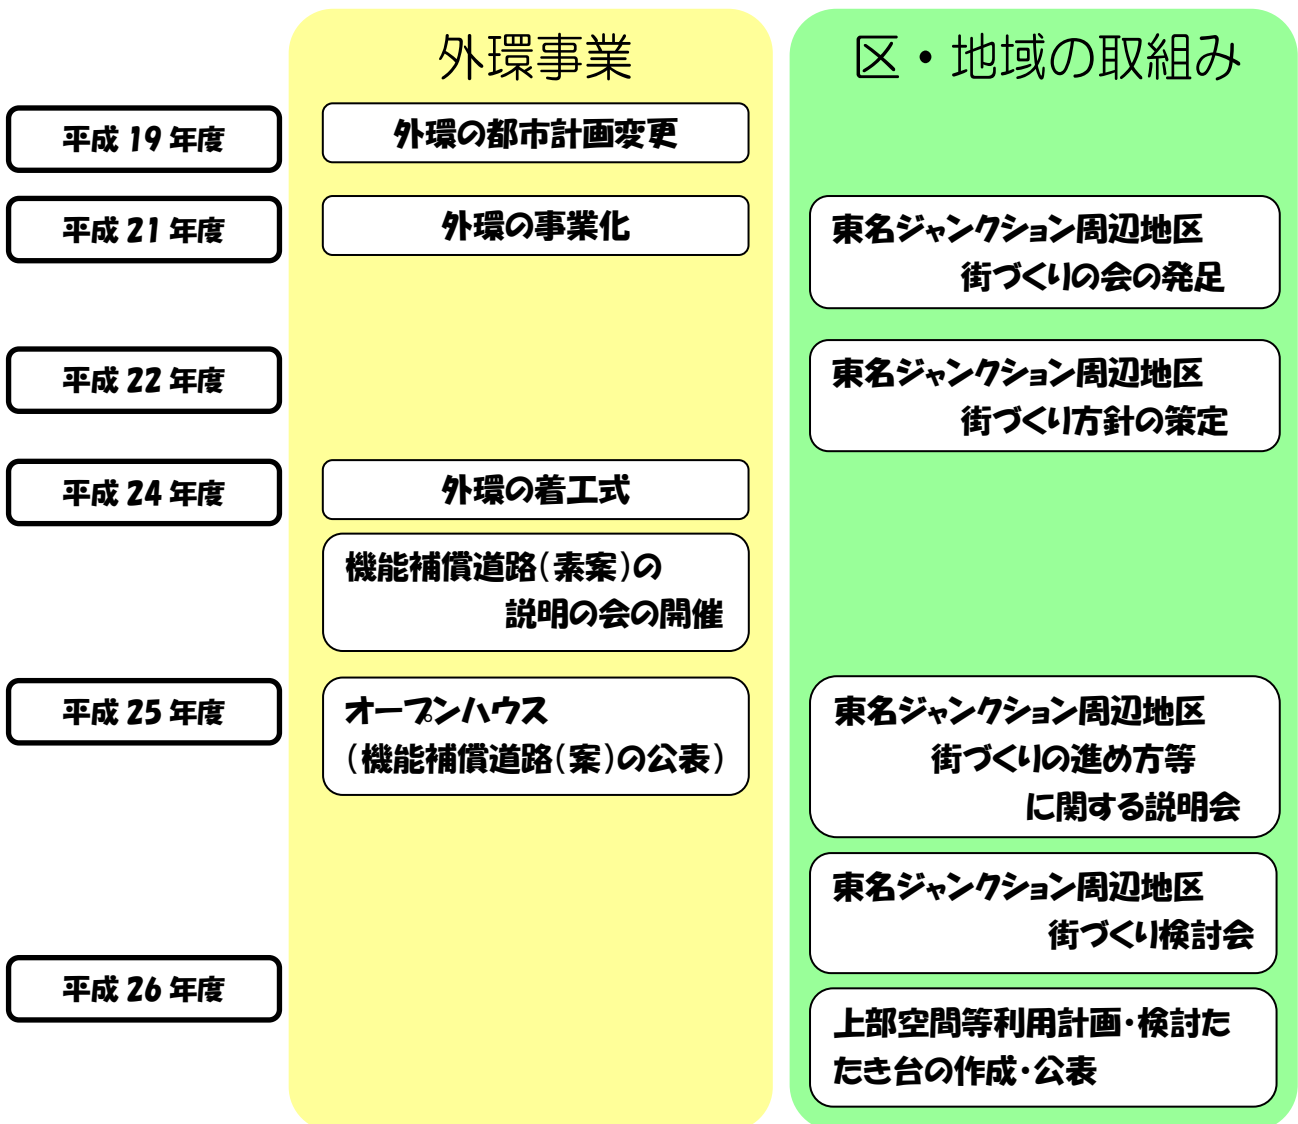 外環事業
区・地域の取組み
平成 19 年度
外環の都市計画変更
平成 21 年度
外環の事業化
東名ジャンクション周辺地区
街づくりの会の発足
平成 22 年度
東名ジャンクション周辺地区
街づくり方針の策定
平成 24 年度
外環の着工式
機能補償道路(素案)の
説明の会の開催
平成 25 年度
オープンハウス
(機能補償道路(案)の公表)
東名ジャンクション周辺地区
街づくりの進め方等
に関する説明会
東名ジャンクション周辺地区
街づくり検討会
平成 26 年度
上部空間等利用計画・検討た
たき台の作成・公表